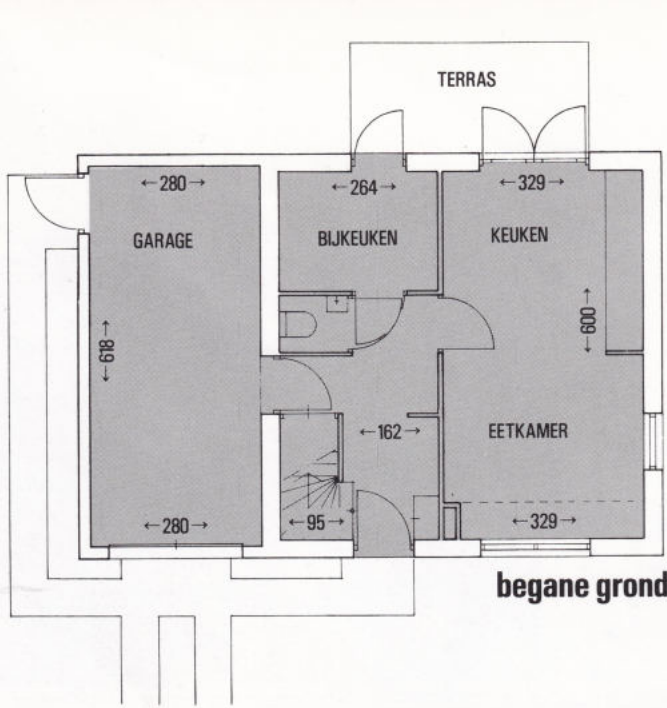 TERRAS
←280→
←264→
←329→
GARAGE
BIJKEUKEN
KEUKEN
←618→
←600→
←162→
EETKAMER
←280→
←95→
←329→
begane grond